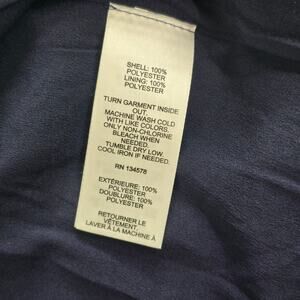 SHELL: 100%
POLYESTER
LINING: 100%
POLYESTER
TURN GARMENT INSIDE
OUT.
MACHINE WASH COLD
WITH LIKE COLORS.
ONLY NON-CHLORINE
BLEACH WHEN
NEEDED.
TUMBLE DRY LOW.
COOL IRON IF NEEDED.
RN 134578
EXTÉRIEURE: 100%
POLYESTER
DOUBLURE: 100%
POLYESTER
RETOURNER LE
VÊTEMENT.
LAVER À LA MACHINE À